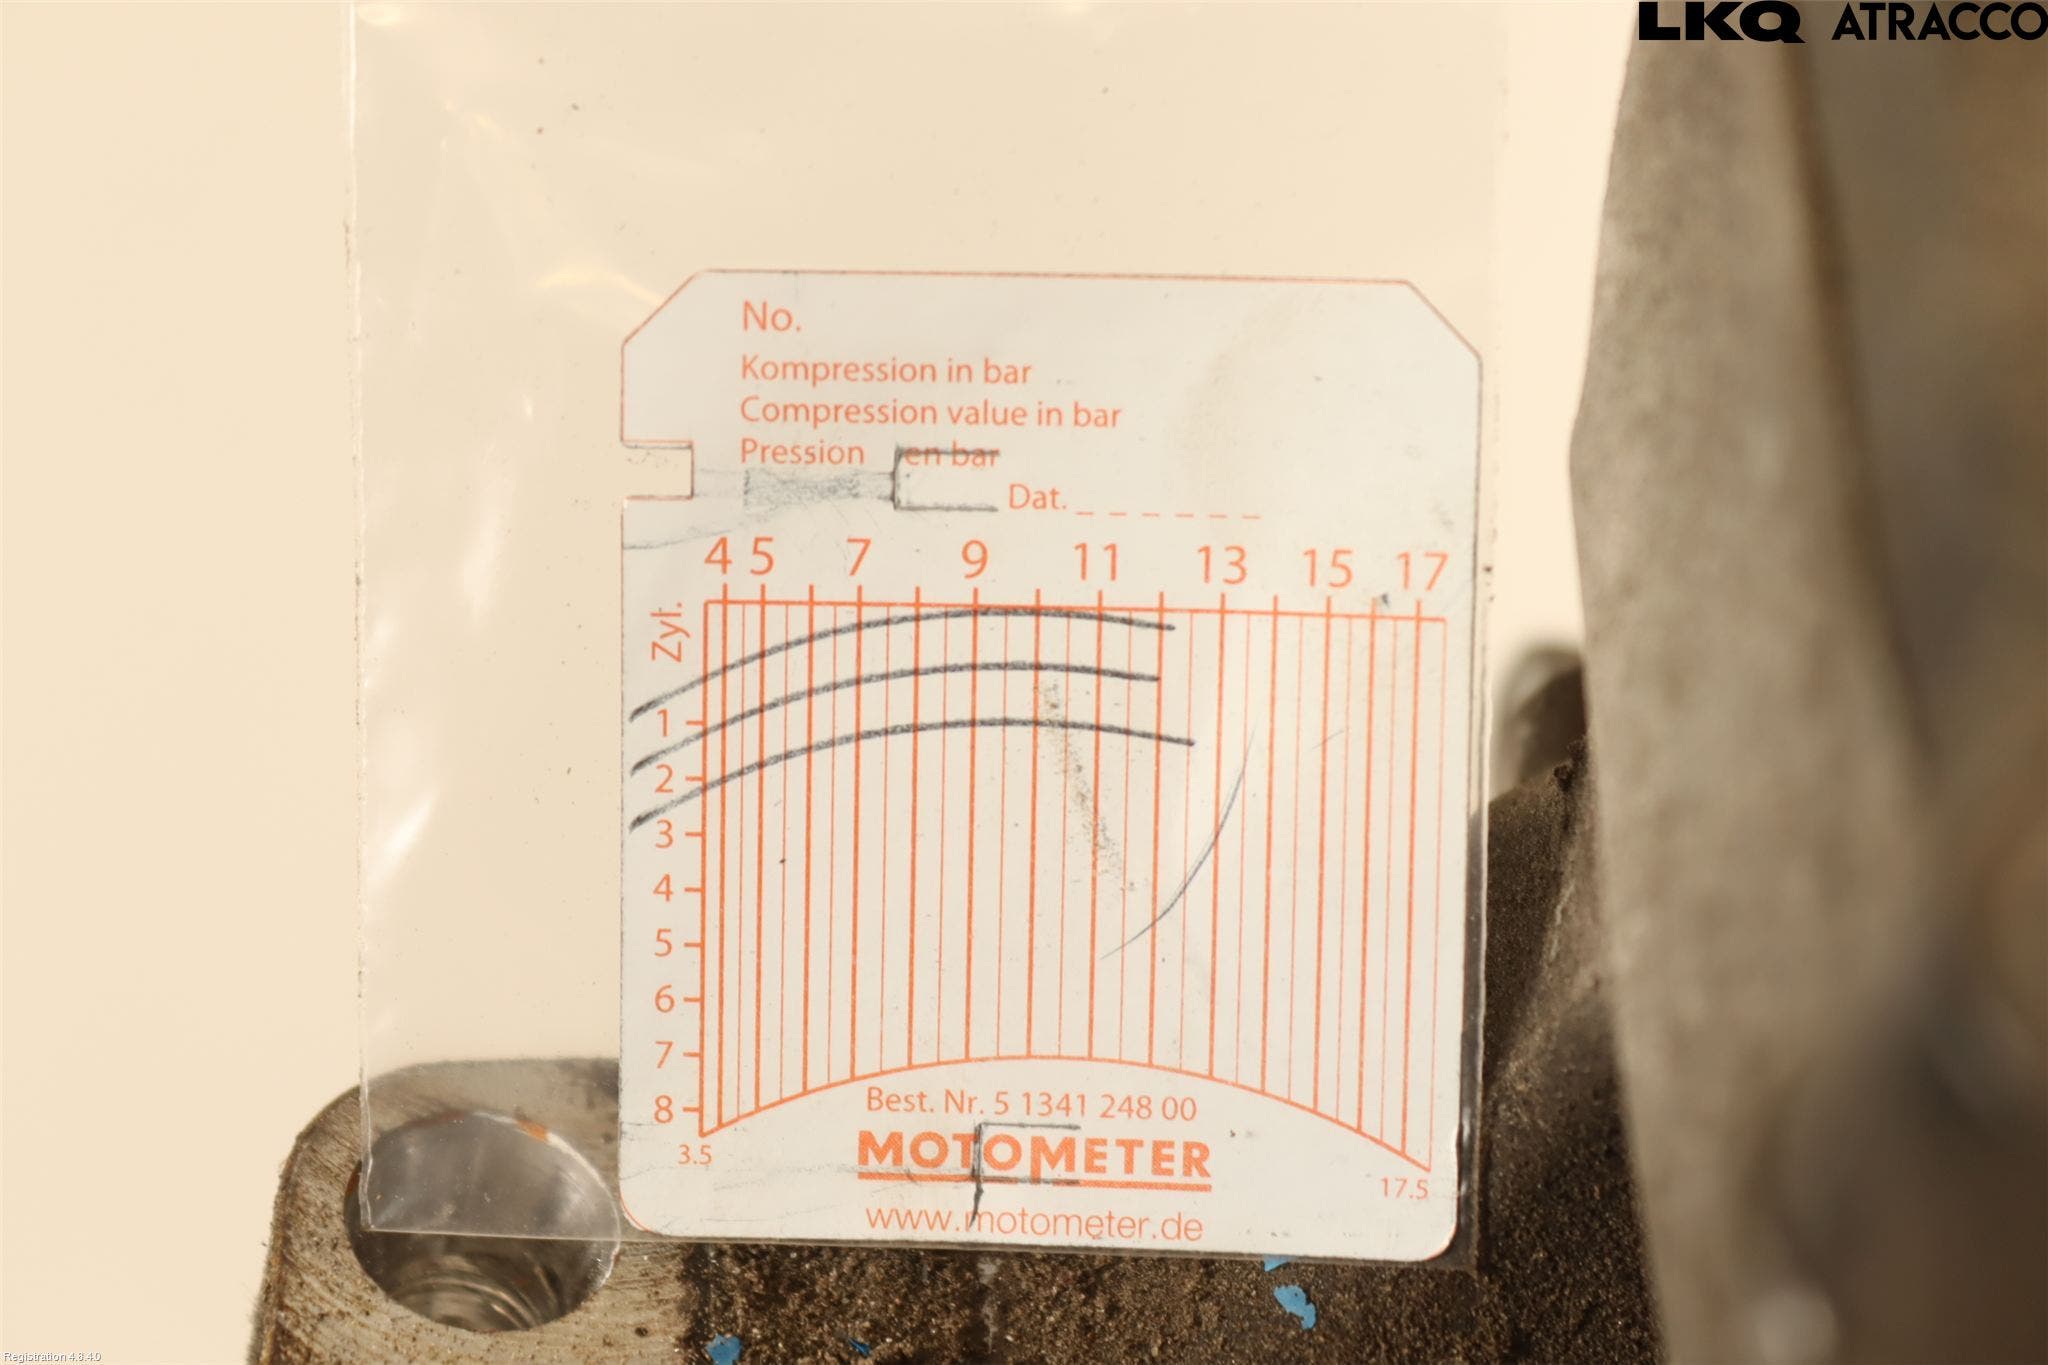 LKQ ATRACCO
No.
Kompression in bar
Compression value in bar
Pression en bar
Dat. _ _ _ _ _ _
4 5 7 9 11 13 15 17
Zyl.
1
2
3
4
5
6
7
8
3.5
17.5
Best. Nr. 5 1341 248 00
MOTOMETER
www.motometer.de
Registration 4.8.4.0